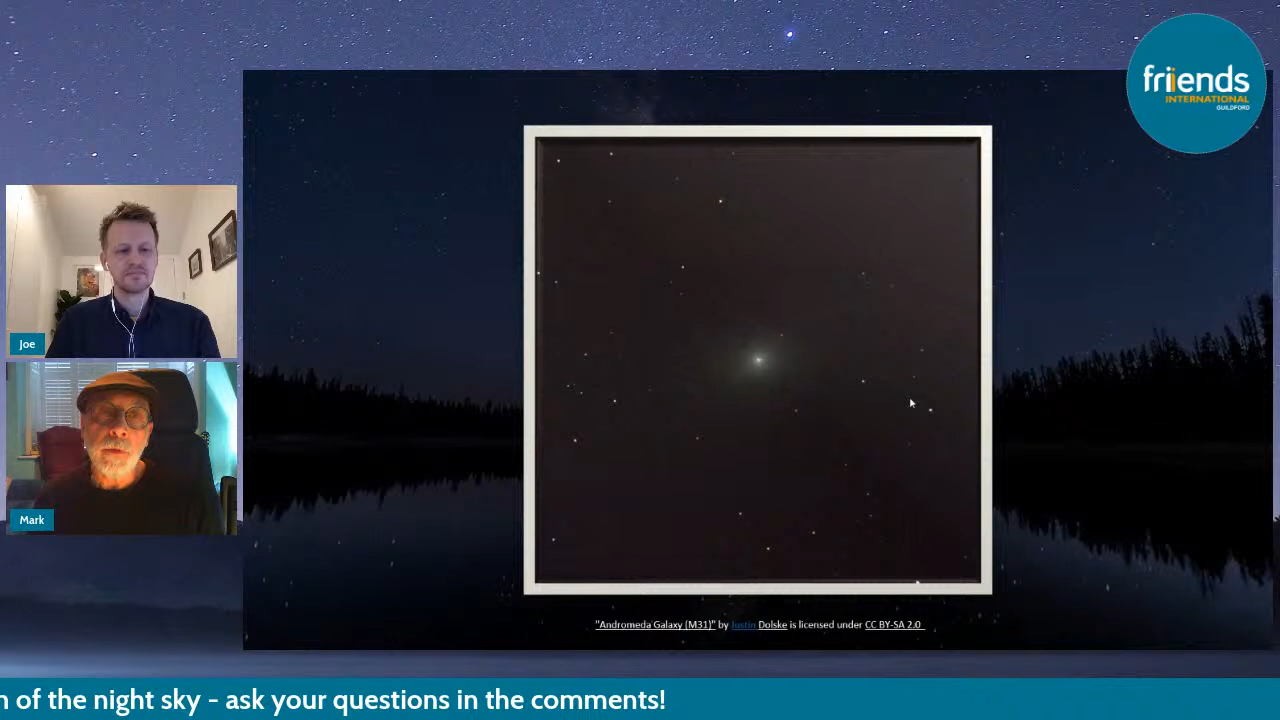 friends
INTERNATIONAL
GUILDFORD
Joe
Mark
"Andromeda Galaxy (M31)" by Justin Dolske is licensed under CC BY-SA 2.0
n of the night sky - ask your questions in the comments!